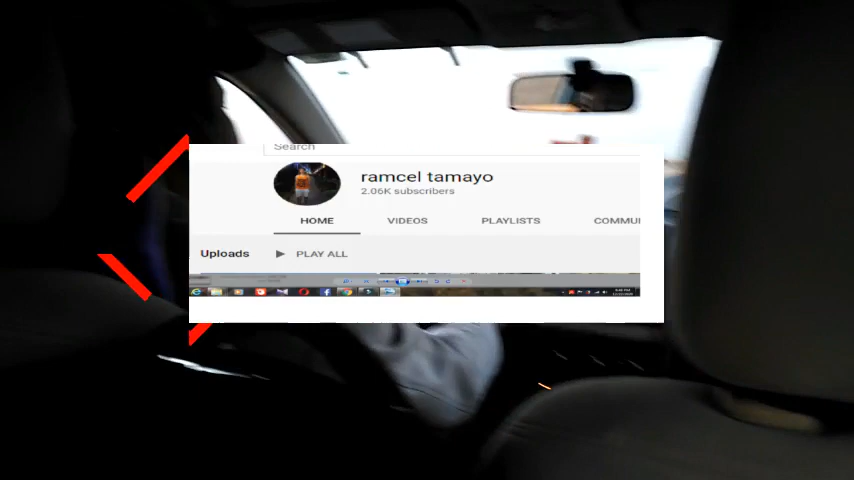 Search
ramcel tamayo
2.06K subscribers
HOME VIDEOS PLAYLISTS COMMU
Uploads PLAY ALL